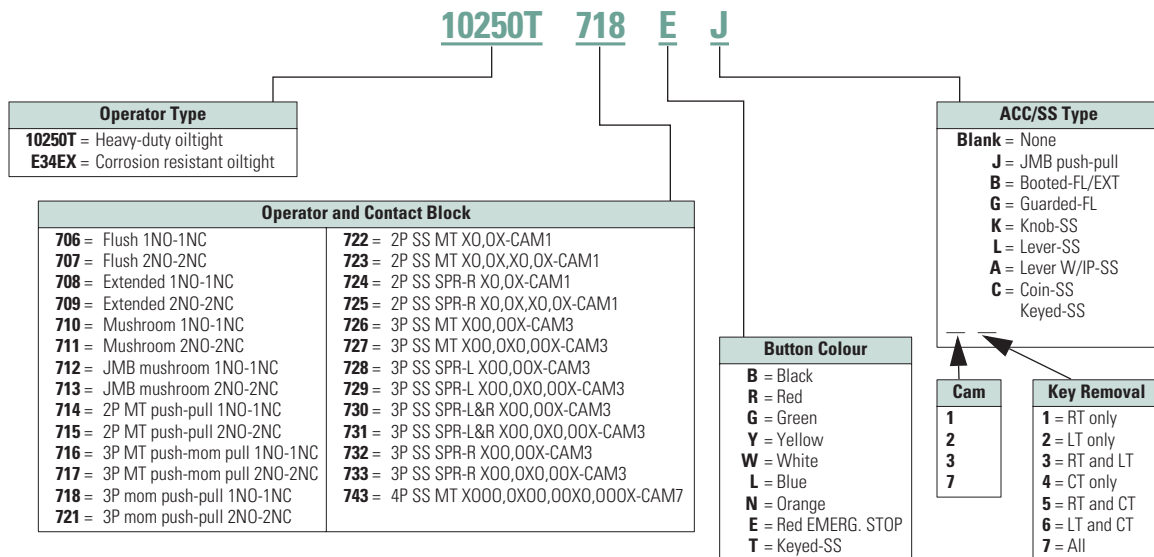 10250T 718 E J
Operator Type
10250T = Heavy-duty oiltight
E34EX = Corrosion resistant oiltight
Operator and Contact Block
706 = Flush 1NO-1NC
707 = Flush 2NO-2NC
708 = Extended 1NO-1NC
709 = Extended 2NO-2NC
710 = Mushroom 1NO-1NC
711 = Mushroom 2NO-2NC
712 = JMB mushroom 1NO-1NC
713 = JMB mushroom 2NO-2NC
714 = 2P MT push-pull 1NO-1NC
715 = 2P MT push-pull 2NO-2NC
716 = 3P MT push-mom pull 1NO-1NC
717 = 3P MT push-mom pull 2NO-2NC
718 = 3P mom push-pull 1NO-1NC
721 = 3P mom push-pull 2NO-2NC
722 = 2P SS MT XO,OX-CAM1
723 = 2P SS MT XO,OX,XO,OX-CAM1
724 = 2P SS SPR-R XO,OX-CAM1
725 = 2P SS SPR-R XO,OX,XO,OX-CAM1
726 = 3P SS MT XOO,OOX-CAM3
727 = 3P SS MT XOO,OXO,OOX-CAM3
728 = 3P SS SPR-L XOO,OOX-CAM3
729 = 3P SS SPR-L XOO,OXO,OOX-CAM3
730 = 3P SS SPR-L&R XOO,OOX-CAM3
731 = 3P SS SPR-L&R XOO,OXO,OOX-CAM3
732 = 3P SS SPR-R XOO,OOX-CAM3
733 = 3P SS SPR-R XOO,OXO,OOX-CAM3
743 = 4P SS MT XOOO,OXOO,OOXO,OOOX-CAM7
Button Colour
B = Black
R = Red
G = Green
Y = Yellow
W = White
L = Blue
N = Orange
E = Red EMERG. STOP
T = Keyed-SS
ACC/SS Type
Blank = None
J = JMB push-pull
B = Booted-FL/EXT
G = Guarded-FL
K = Knob-SS
L = Lever-SS
A = Lever W/IP-SS
C = Coin-SS
Keyed-SS
Cam
1
2
3
7
Key Removal
1 = RT only
2 = LT only
3 = RT and LT
4 = CT only
5 = RT and CT
6 = LT and CT
7 = All